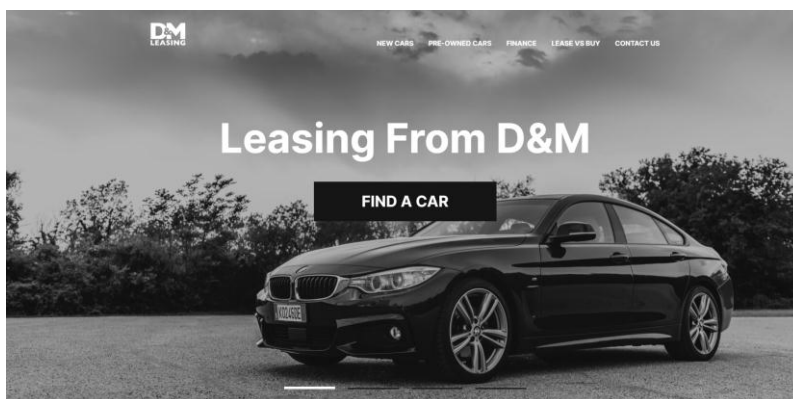 D&M
LEASING
NEW CARS PRE-OWNED CARS FINANCE LEASE VS BUY CONTACT US
Leasing From D&M
FIND A CAR